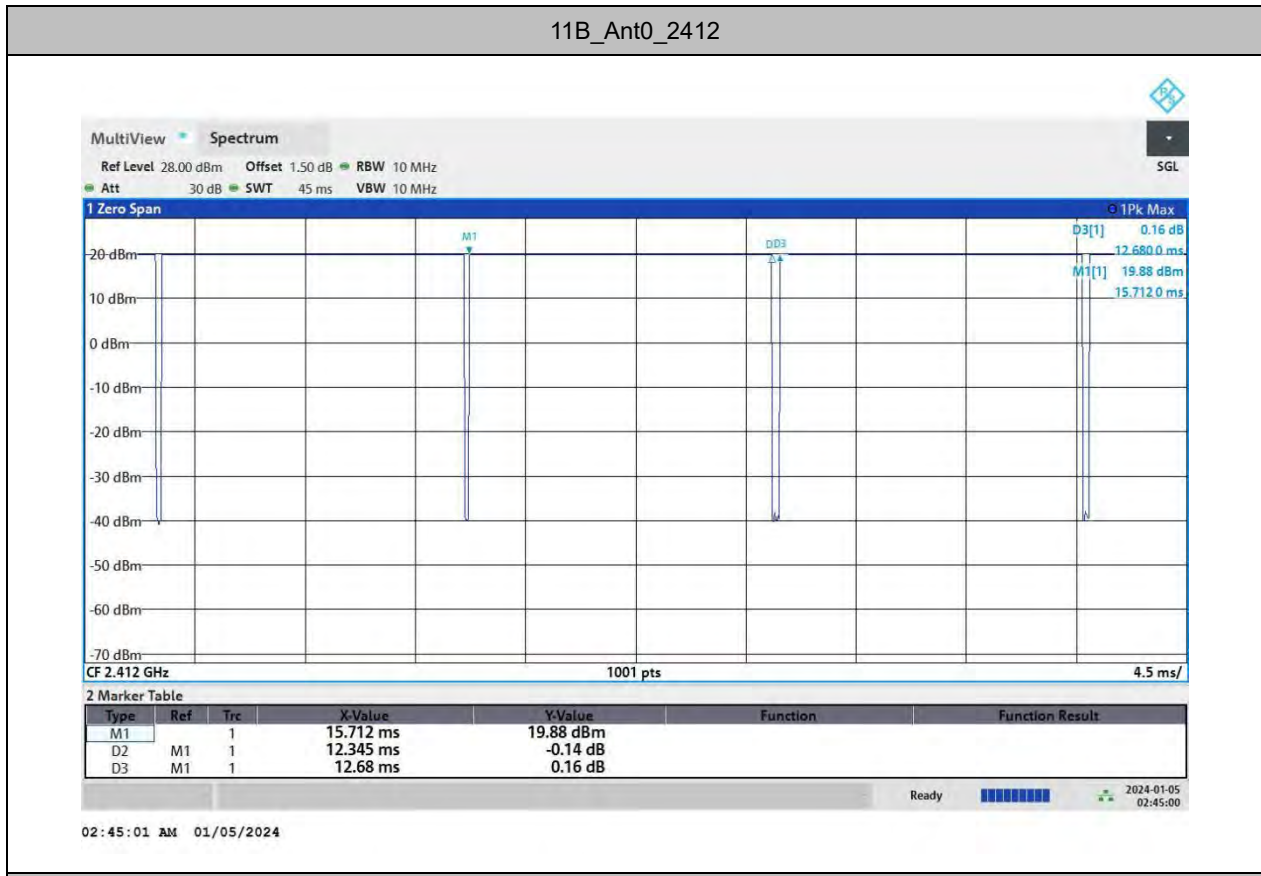 11B_Ant0_2412
MultiView Spectrum
Ref Level 28.00 dBm Offset 1.50 dB RBW 10 MHz
SGL
Att 30 dB SWT 45 ms VBW 10 MHz
1 Zero Span 1Pk Max
D3[1] 0.16 dB
12.680 0 ms
M1[1] 19.88 dBm
15.712 0 ms
M1
DD3
20 dBm
10 dBm
0 dBm
-10 dBm
-20 dBm
-30 dBm
-40 dBm
-50 dBm
-60 dBm
-70 dBm
CF 2.412 GHz 1001 pts 4.5 ms/
2 Marker Table
Type Ref Trc X-Value Y-Value Function Function Result
M1 1 15.712 ms 19.88 dBm
D2 M1 1 12.345 ms -0.14 dB
D3 M1 1 12.68 ms 0.16 dB
Ready 2024-01-05
02:45:00
02:45:01 AM 01/05/2024